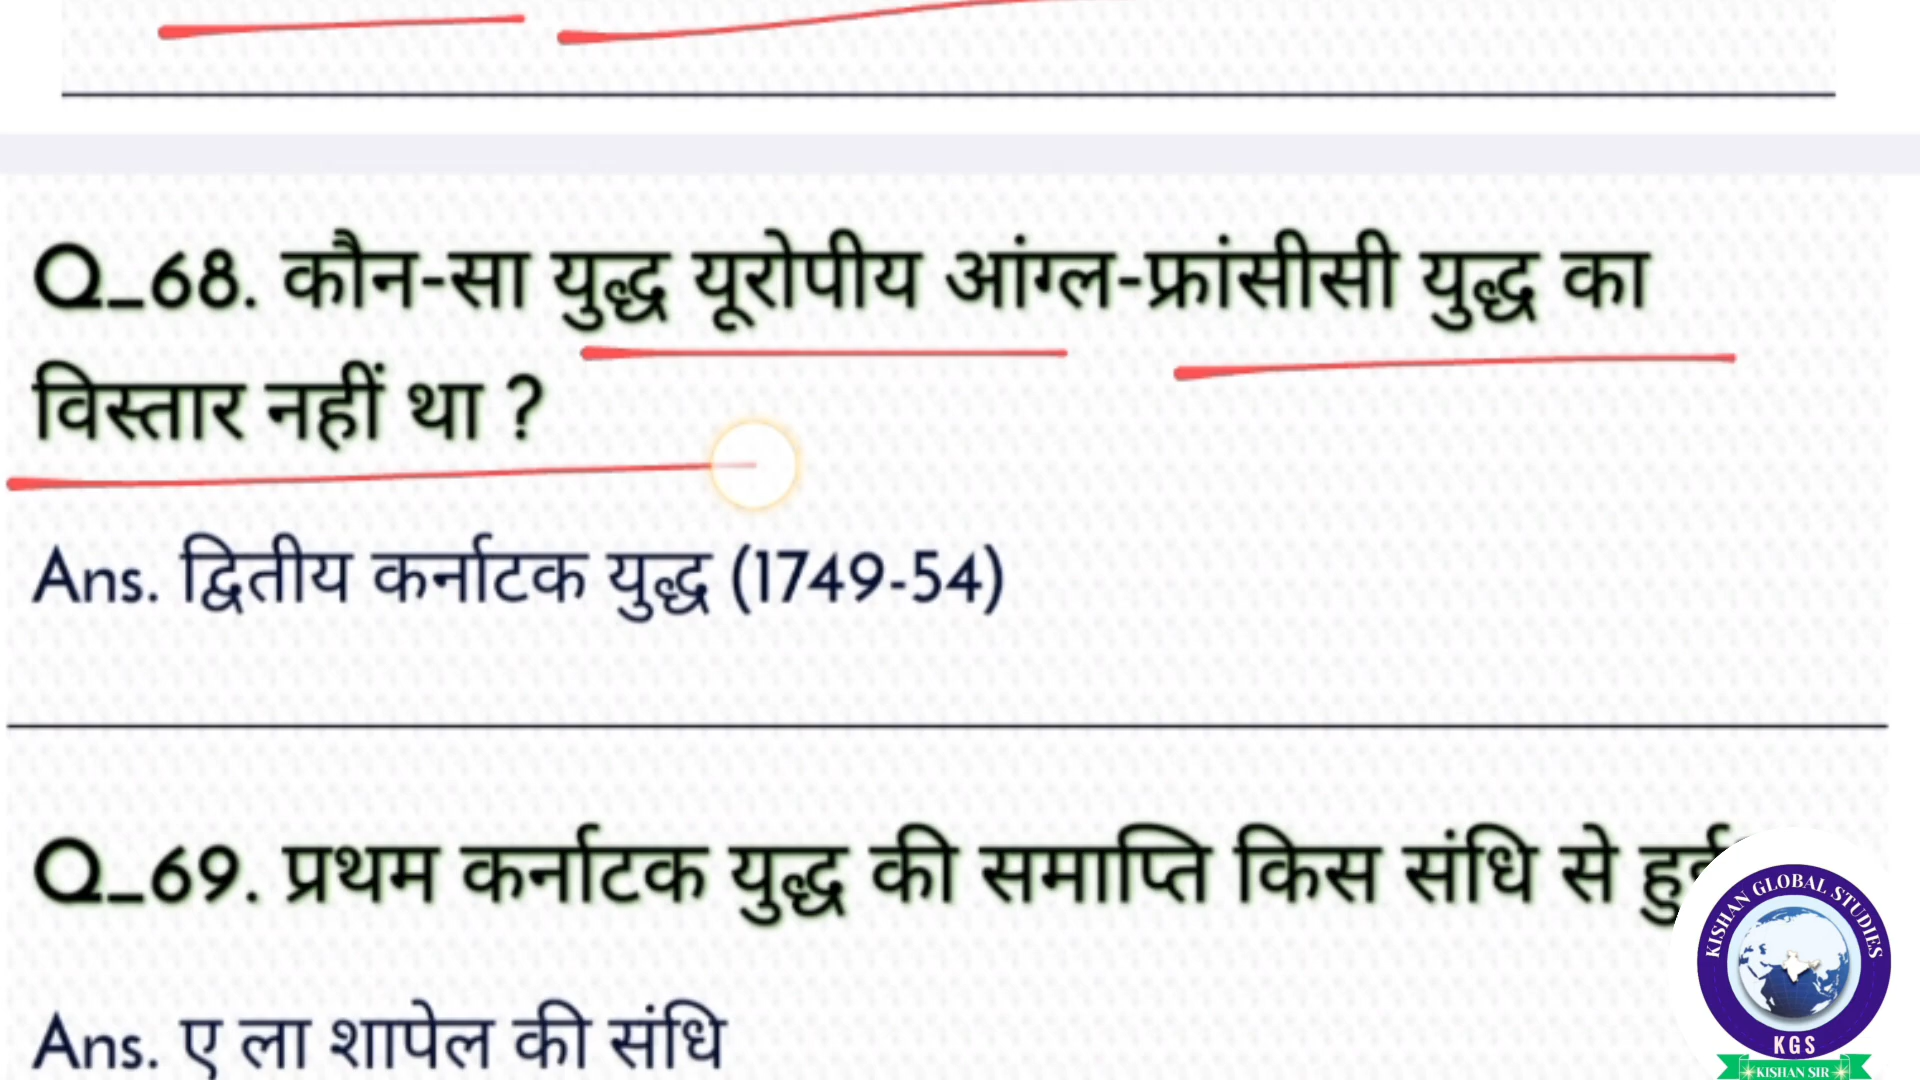 Q_68. कौन-सा युद्ध यूरोपीय आंग्ल-फ्रांसीसी युद्ध का
विस्तार नहीं था ?
Ans. द्वितीय कर्नाटक युद्ध (1749-54)
Q_69. प्रथम कर्नाटक युद्ध की समाप्ति किस संधि से
Ans. ए ला शापेल की संधि
KISHAN GLOBAL STUDIES
KGS
KISHAN SIR